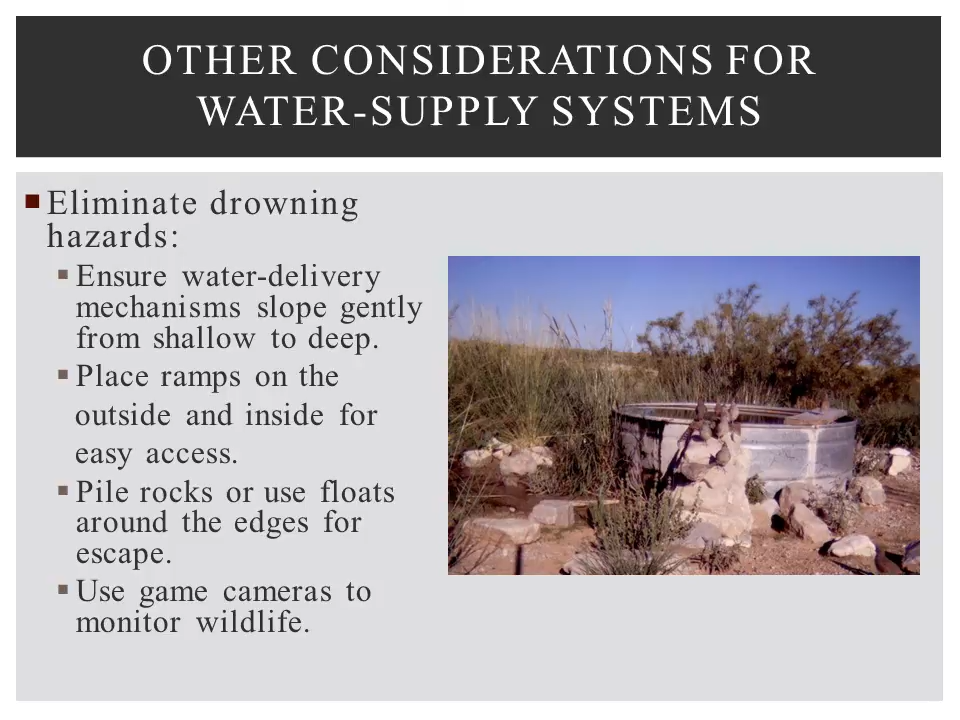 OTHER CONSIDERATIONS FOR
WATER-SUPPLY SYSTEMS
Eliminate drowning
hazards:
Ensure water-delivery
mechanisms slope gently
from shallow to deep.
Place ramps on the
outside and inside for
easy access.
Pile rocks or use floats
around the edges for
escape.
Use game cameras to
monitor wildlife.